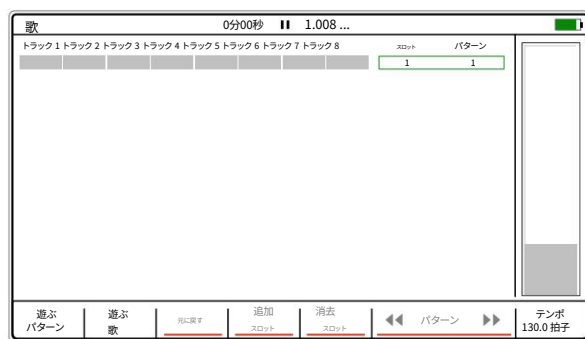 歌 0分00秒 1.008 ...
トラック 1 トラック 2 トラック 3 トラック 4 トラック 5 トラック 6 トラック 7 トラック 8 スロット パターン
1 1
遊ぶ 遊ぶ 元に戻す 追加 消去 パターン テンポ
パターン 歌 スロット スロット 130.0 拍子